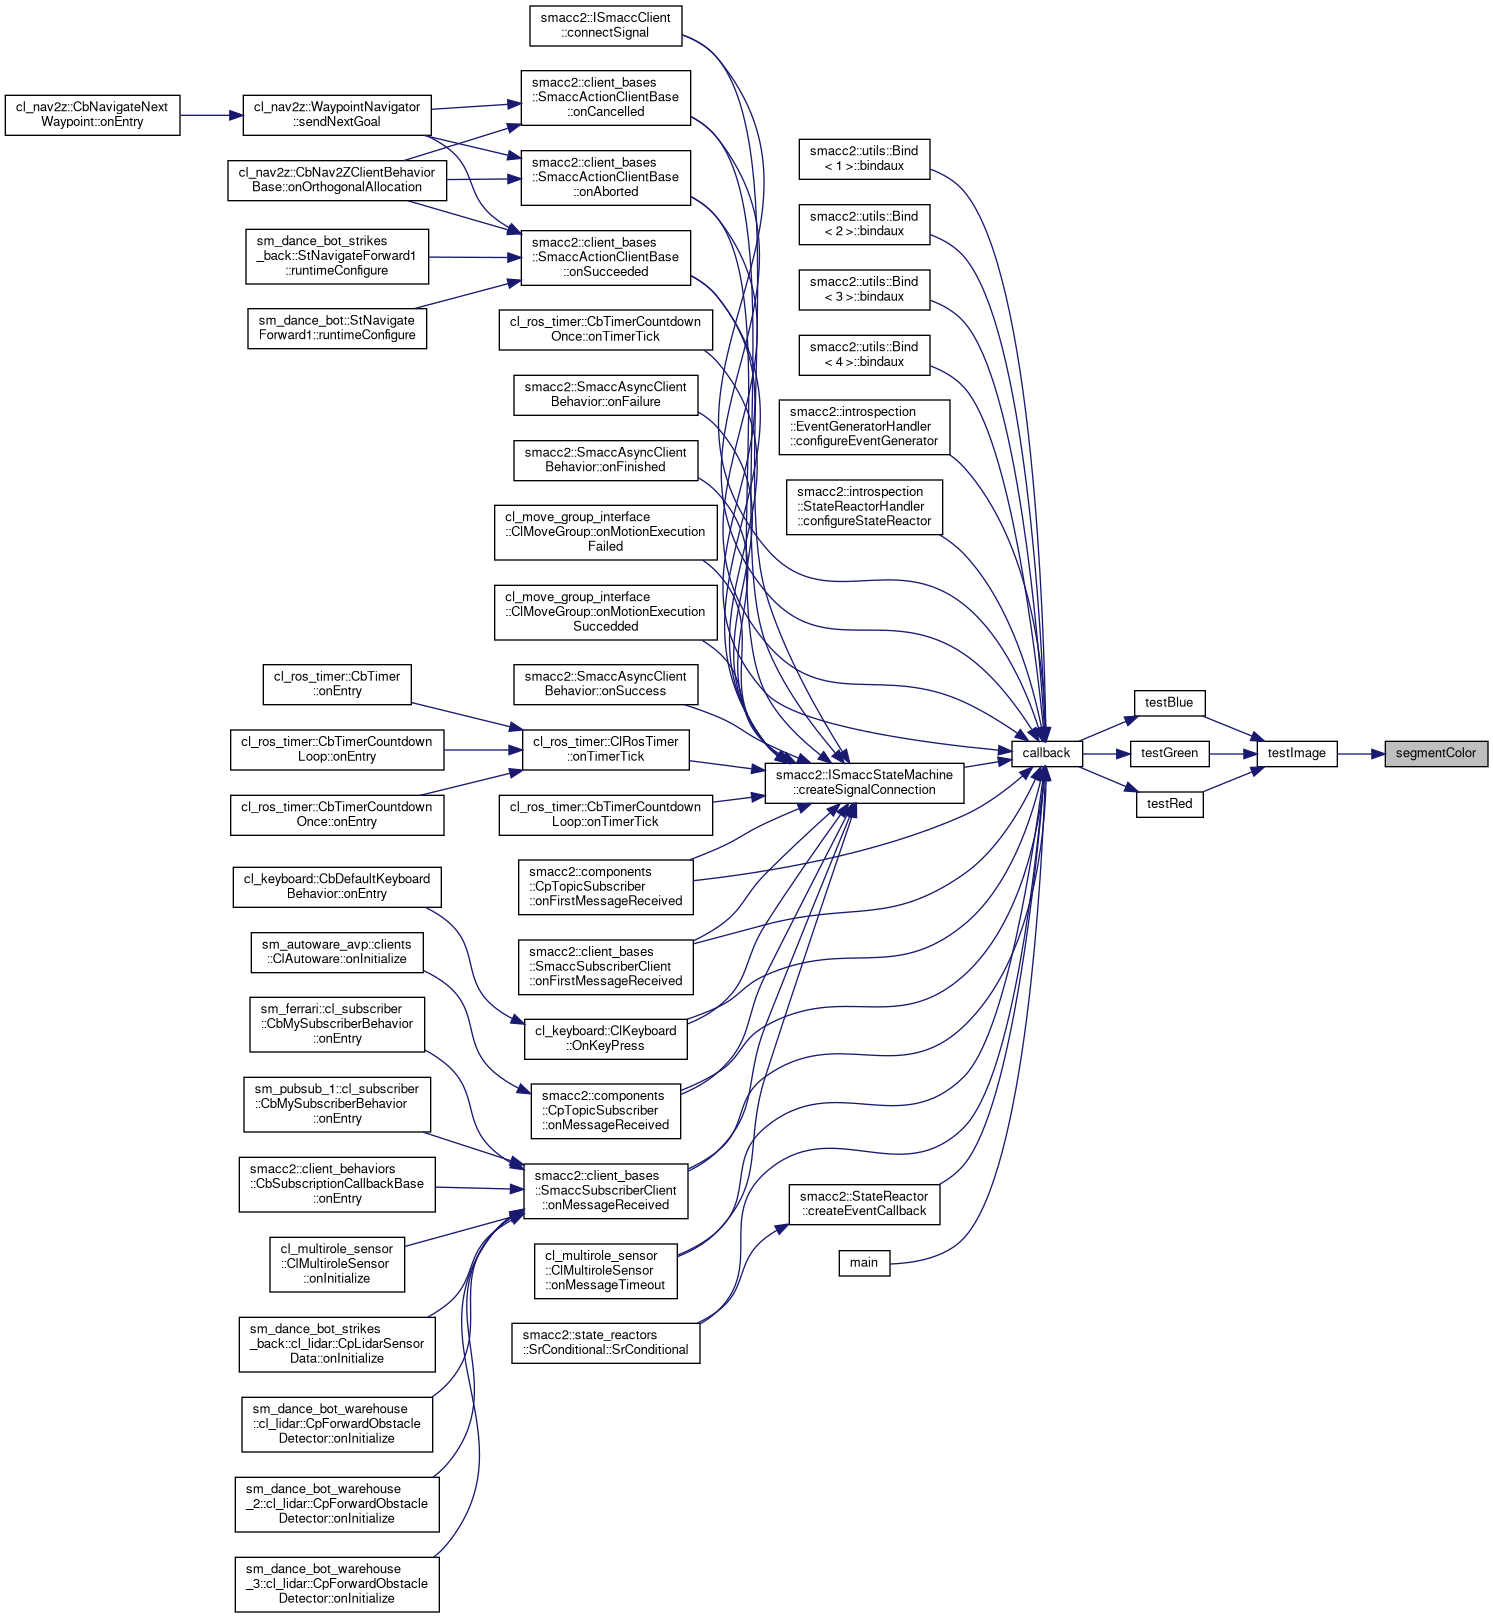 smacc2::ISmaccClient
::connectSignal
smacc2::client_bases
::SmaccActionClientBase
::onCancelled
cl_nav2z::CbNavigateNext
Waypoint::onEntry
cl_nav2z::WaypointNavigator
::sendNextGoal
smacc2::client_bases
::SmaccActionClientBase
::onAborted
cl_nav2z::CbNav2ZClientBehavior
Base::onOrthogonalAllocation
smacc2::client_bases
::SmaccActionClientBase
::onSucceeded
sm_dance_bot_strikes
_back::StNavigateForward1
::runtimeConfigure
sm_dance_bot::StNavigate
Forward1::runtimeConfigure
cl_ros_timer::CbTimerCountdown
Once::onTimerTick
smacc2::SmaccAsyncClient
Behavior::onFailure
smacc2::SmaccAsyncClient
Behavior::onFinished
cl_move_group_interface
::ClMoveGroup::onMotionExecution
Failed
cl_move_group_interface
::ClMoveGroup::onMotionExecution
Succedded
smacc2::SmaccAsyncClient
Behavior::onSuccess
cl_ros_timer::CbTimer
::onEntry
cl_ros_timer::CbTimerCountdown
Loop::onEntry
cl_ros_timer::ClRosTimer
::onTimerTick
cl_ros_timer::CbTimerCountdown
Once::onEntry
cl_ros_timer::CbTimerCountdown
Loop::onTimerTick
smacc2::components
::CpTopicSubscriber
::onFirstMessageReceived
cl_keyboard::CbDefaultKeyboard
Behavior::onEntry
smacc2::client_bases
::SmaccSubscriberClient
::onFirstMessageReceived
sm_autoware_avp::clients
::ClAutoware::onInitialize
cl_keyboard::ClKeyboard
::OnKeyPress
sm_ferrari::cl_subscriber
::CbMySubscriberBehavior
::onEntry
smacc2::components
::CpTopicSubscriber
::onMessageReceived
sm_pubsub_1::cl_subscriber
::CbMySubscriberBehavior
::onEntry
smacc2::client_behaviors
::CbSubscriptionCallbackBase
::onEntry
smacc2::client_bases
::SmaccSubscriberClient
::onMessageReceived
cl_multirole_sensor
::ClMultiroleSensor
::onInitialize
cl_multirole_sensor
::ClMultiroleSensor
::onMessageTimeout
sm_dance_bot_strikes
_back::cl_lidar::CpLidarSensor
Data::onInitialize
smacc2::state_reactors
::SrConditional::SrConditional
sm_dance_bot_warehouse
::cl_lidar::CpForwardObstacle
Detector::onInitialize
sm_dance_bot_warehouse
_2::cl_lidar::CpForwardObstacle
Detector::onInitialize
sm_dance_bot_warehouse
_3::cl_lidar::CpForwardObstacle
Detector::onInitialize
smacc2::utils::Bind
< 1 >::bindaux
smacc2::utils::Bind
< 2 >::bindaux
smacc2::utils::Bind
< 3 >::bindaux
smacc2::utils::Bind
< 4 >::bindaux
smacc2::introspection
::EventGeneratorHandler
::configureEventGenerator
smacc2::introspection
::StateReactorHandler
::configureStateReactor
smacc2::ISmaccStateMachine
::createSignalConnection
smacc2::StateReactor
::createEventCallback
main
callback
testBlue
testGreen
testRed
testImage
segmentColor